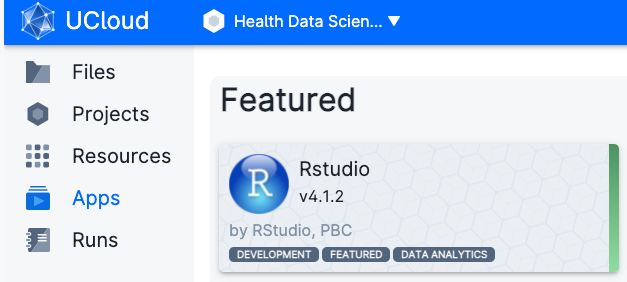 UCloud
Health Data Scien... ▼
Files
Projects
Resources
Apps
Runs
Featured
R
Rstudio
v4.1.2
by RStudio, PBC
DEVELOPMENT FEATURED DATA ANALYTICS